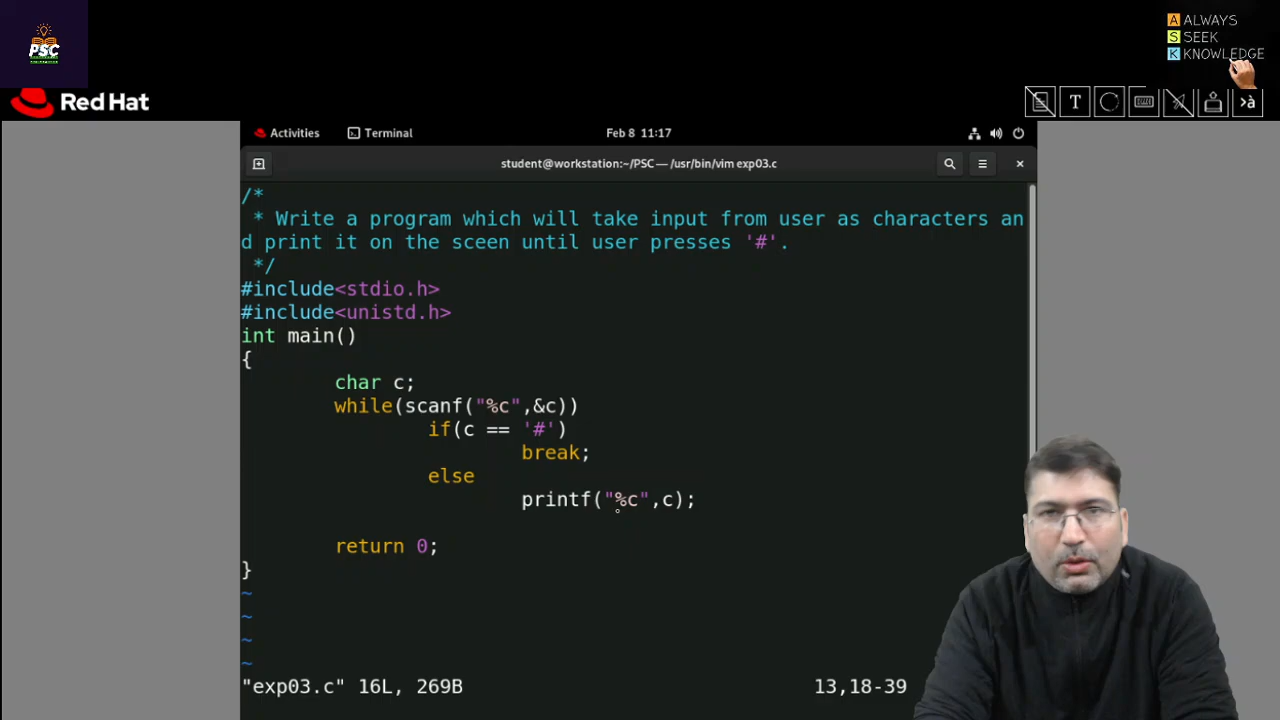 PSC
A ALWAYS
S SEEK
K KNOWLEDGE
Red Hat
T
›à
Activities
Terminal
Feb 8 11:17
student@workstation:~/PSC — /usr/bin/vim exp03.c
/*
 * Write a program which will take input from user as characters an
d print it on the sceen until user presses '#'.
 */
#include<stdio.h>
#include<unistd.h>
int main()
{
        char c;
        while(scanf("%c",&c))
                if(c == '#')
                        break;
                else
                        printf("%c",c);
        return 0;
}
~
~
~
~
"exp03.c" 16L, 269B
13,18-39